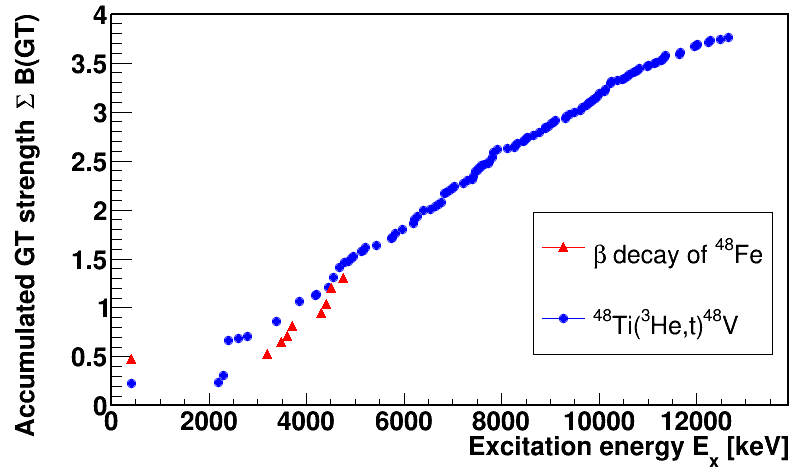 Accumulated GT strength Σ B(GT)
4
3.5
3
2.5
2
1.5
1
0.5
0
β decay of ⁴⁸Fe
⁴⁸Ti(³He,t)⁴⁸V
0 2000 4000 6000 8000 10000 12000
Excitation energy Eₓ [keV]